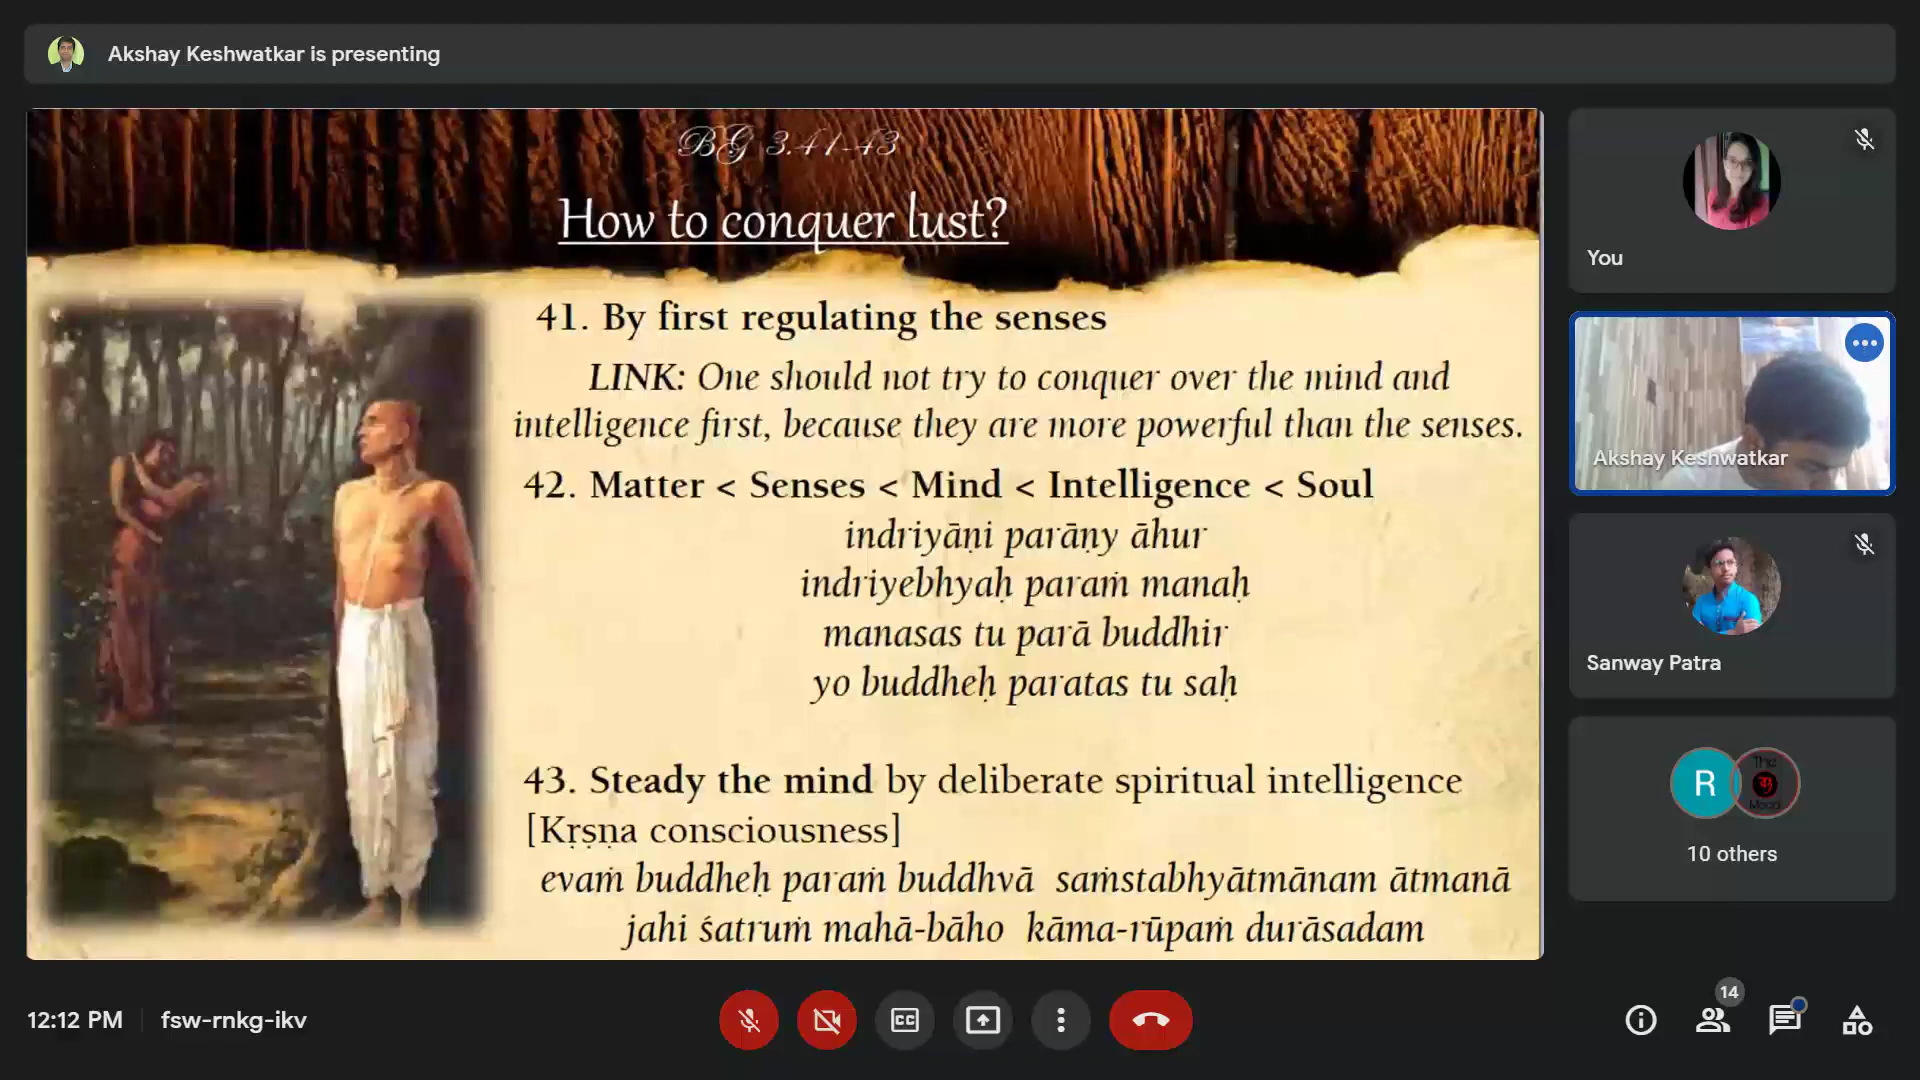 Akshay Keshwatkar is presenting
BG 3.41-43
How to conquer lust?
41. By first regulating the senses
LINK: One should not try to conquer over the mind and
intelligence first, because they are more powerful than the senses.
42. Matter < Senses < Mind < Intelligence < Soul
indriyāṇi parāṇy āhur
indriyebhyaḥ paraṁ manaḥ
manasas tu parā buddhir
yo buddheḥ paratas tu saḥ
43. Steady the mind by deliberate spiritual intelligence
[Kṛṣṇa consciousness]
evaṁ buddheḥ paraṁ buddhvā saṁstabhyātmānam ātmanā
jahi śatruṁ mahā-bāho kāma-rūpaṁ durāsadam
You
Akshay Keshwatkar
Sanway Patra
R
The
10 others
12:12 PM
fsw-rnkg-ikv
CC
14